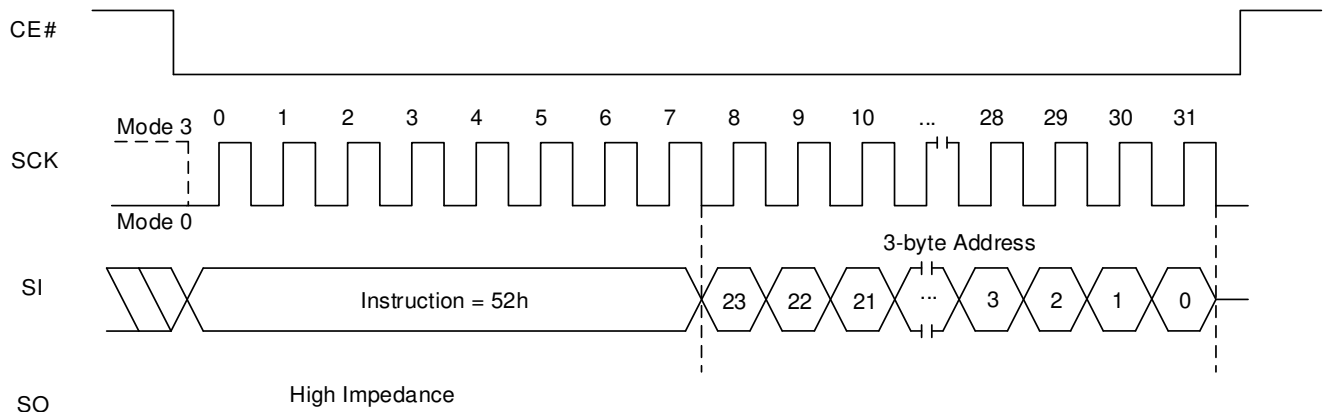 CE#
Mode 3 0 1 2 3 4 5 6 7 8 9 10 ... 28 29 30 31
SCK
Mode 0
3-byte Address
SI Instruction = 52h 23 22 21 ... 3 2 1 0
SO High Impedance